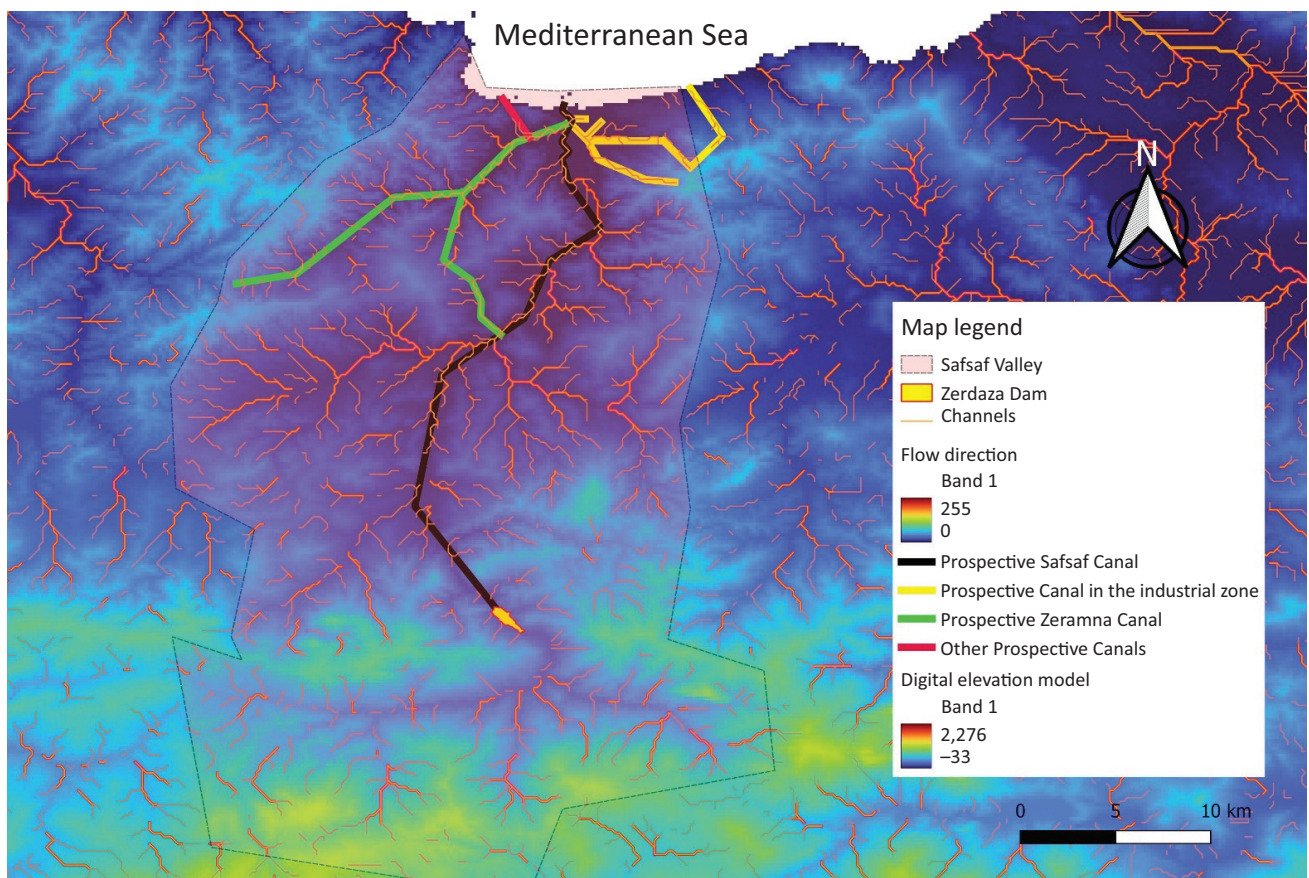 Mediterranean Sea
N
Map legend
Safsaf Valley
Zerdaza Dam
Channels
Flow direction
Band 1
255
0
Prospective Safsaf Canal
Prospective Canal in the industrial zone
Prospective Zeramna Canal
Other Prospective Canals
Digital elevation model
Band 1
2,276
–33
0 5 10 km